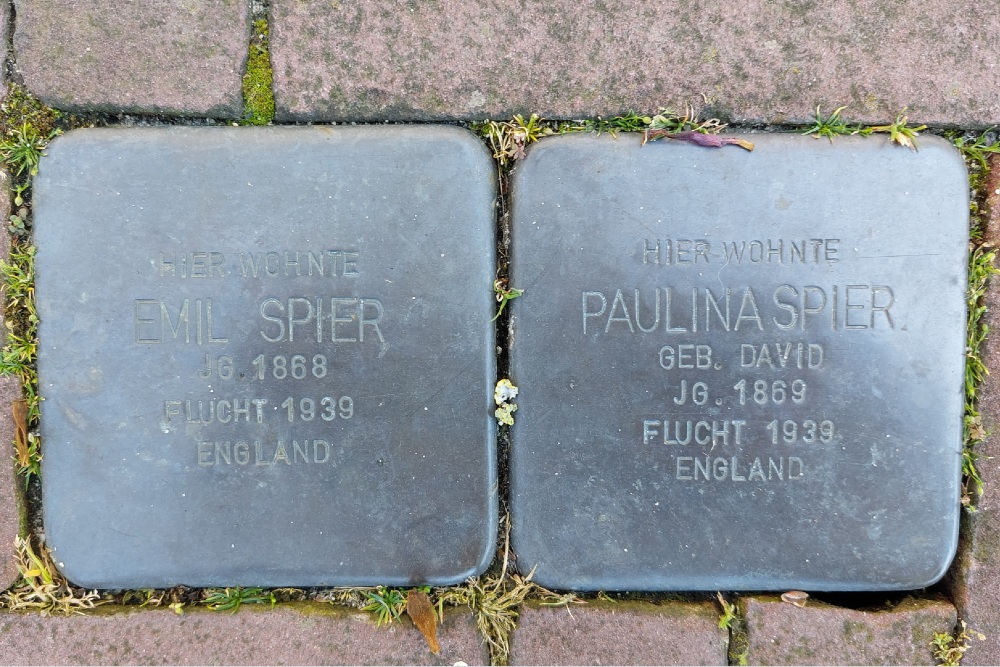 HIER WOHNTE
EMIL SPIER
JG. 1868
FLUCHT 1939
ENGLAND
HIER WOHNTE
PAULINA SPIER
GEB. DAVID
JG. 1869
FLUCHT 1939
ENGLAND